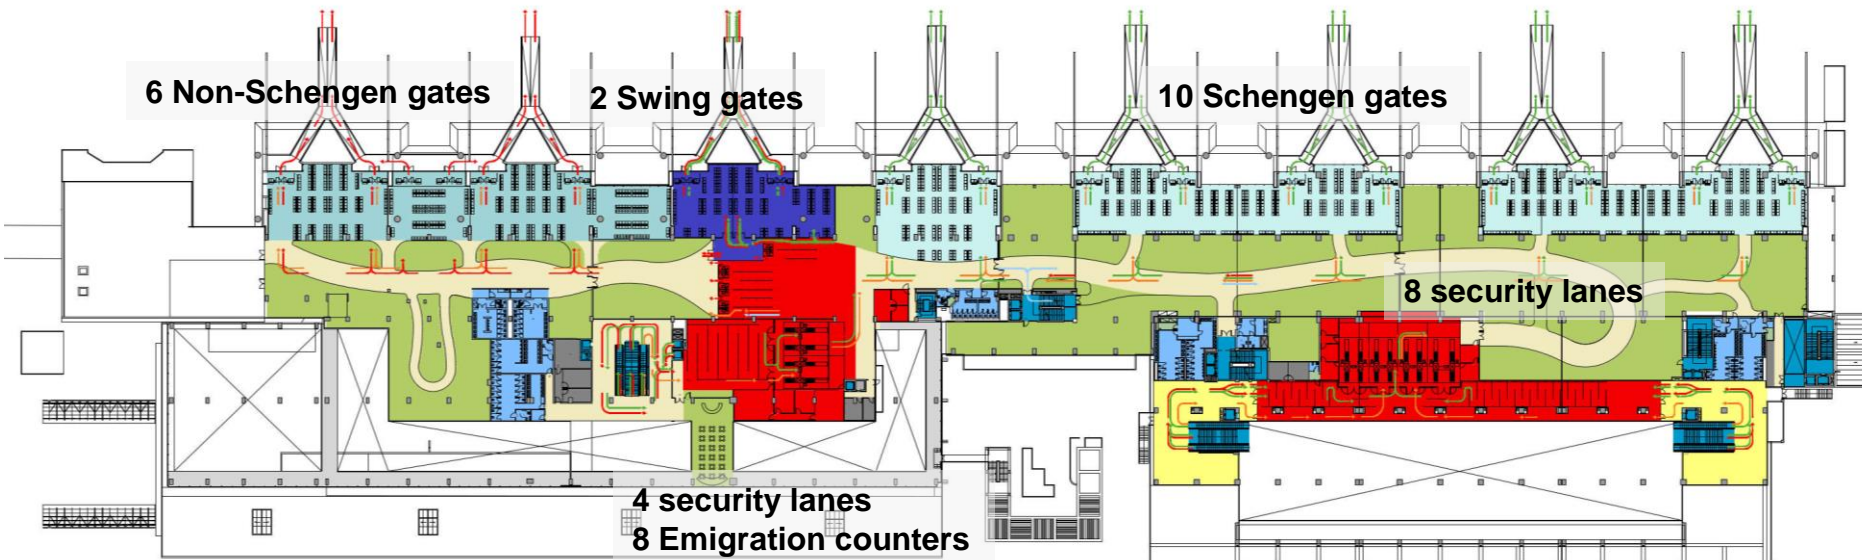 6 Non-Schengen gates
2 Swing gates
10 Schengen gates
8 security lanes
4 security lanes
8 Emigration counters